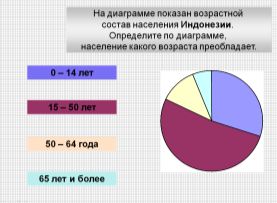 На диаграмме показан возрастной
состав населения Индонезии.
Определите по диаграмме,
население какого возраста преобладает.
0 – 14 лет
15 – 50 лет
50 – 64 года
65 лет и более